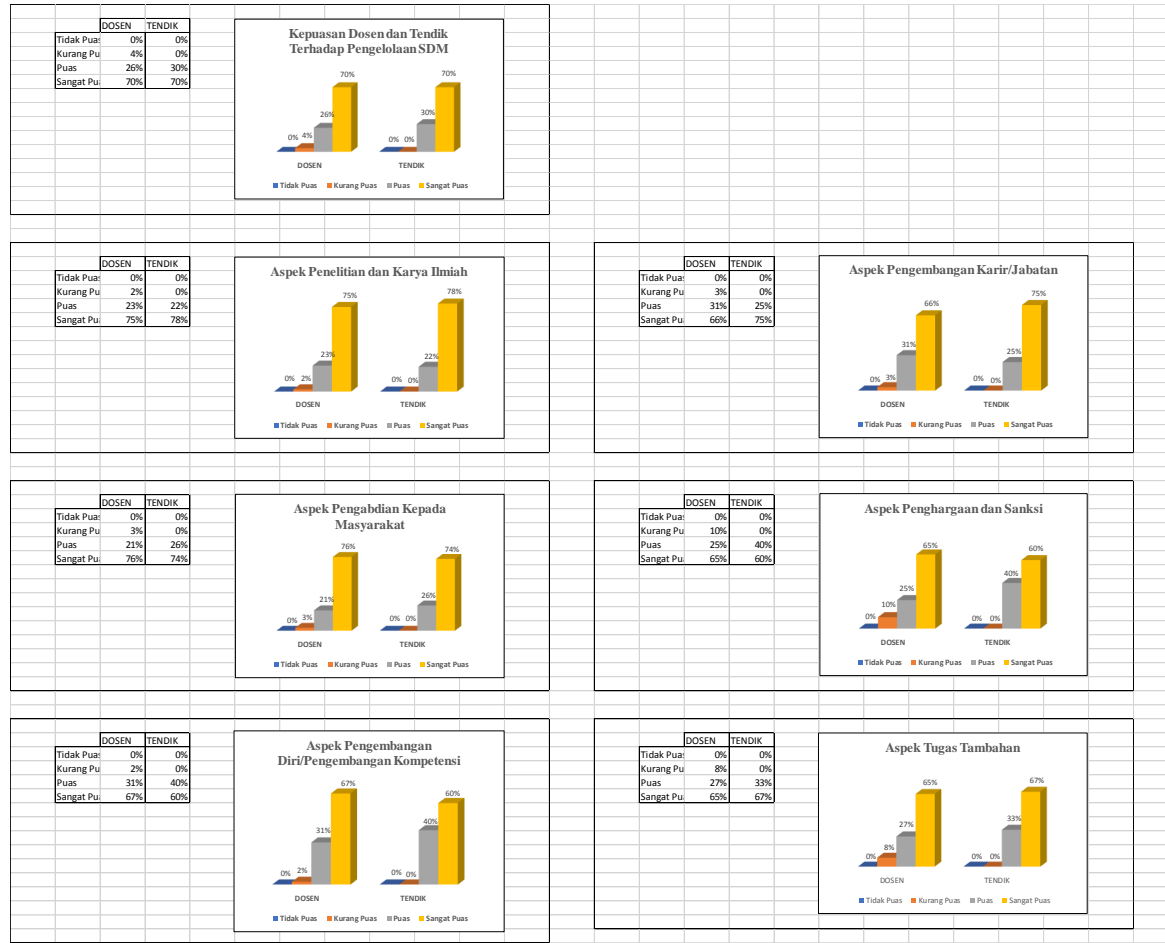 DOSEN TENDIK
Tidak Puas 0% 0%
Kurang Pu 4% 0%
Puas 26% 30%
Sangat Pua 70% 70%
Kepuasan Dosen dan Tendik
Terhadap Pengelolaan SDM
70% 70%
26% 30%
0% 4% 0% 0%
DOSEN TENDIK
Tidak Puas Kurang Puas Puas Sangat Puas
DOSEN TENDIK
Tidak Puas 0% 0%
Kurang Pu 2% 0%
Puas 23% 22%
Sangat Pua 75% 78%
Aspek Penelitian dan Karya Ilmiah
75% 78%
23% 22%
0% 2% 0% 0%
DOSEN TENDIK
Tidak Puas Kurang Puas Puas Sangat Puas
DOSEN TENDIK
Tidak Puas 0% 0%
Kurang Pu 3% 0%
Puas 31% 25%
Sangat Pua 66% 75%
Aspek Pengembangan Karir/Jabatan
66% 75%
31% 25%
0% 3% 0% 0%
DOSEN TENDIK
Tidak Puas Kurang Puas Puas Sangat Puas
DOSEN TENDIK
Tidak Puas 0% 0%
Kurang Pu 3% 0%
Puas 21% 26%
Sangat Pua 76% 74%
Aspek Pengabdian Kepada
Masyarakat
76% 74%
21% 26%
0% 3% 0% 0%
DOSEN TENDIK
Tidak Puas Kurang Puas Puas Sangat Puas
DOSEN TENDIK
Tidak Puas 0% 0%
Kurang Pu 10% 0%
Puas 25% 40%
Sangat Pua 65% 60%
Aspek Penghargaan dan Sanksi
65% 60%
25% 40%
0% 10% 0% 0%
DOSEN TENDIK
Tidak Puas Kurang Puas Puas Sangat Puas
DOSEN TENDIK
Tidak Puas 0% 0%
Kurang Pu 2% 0%
Puas 31% 40%
Sangat Pua 67% 60%
Aspek Pengembangan
Diri/Pengembangan Kompetensi
67% 60%
31% 40%
0% 2% 0% 0%
DOSEN TENDIK
Tidak Puas Kurang Puas Puas Sangat Puas
DOSEN TENDIK
Tidak Puas 0% 0%
Kurang Pu 8% 0%
Puas 27% 33%
Sangat Pua 65% 67%
Aspek Tugas Tambahan
65% 67%
27% 33%
0% 8% 0% 0%
DOSEN TENDIK
Tidak Puas Kurang Puas Puas Sangat Puas